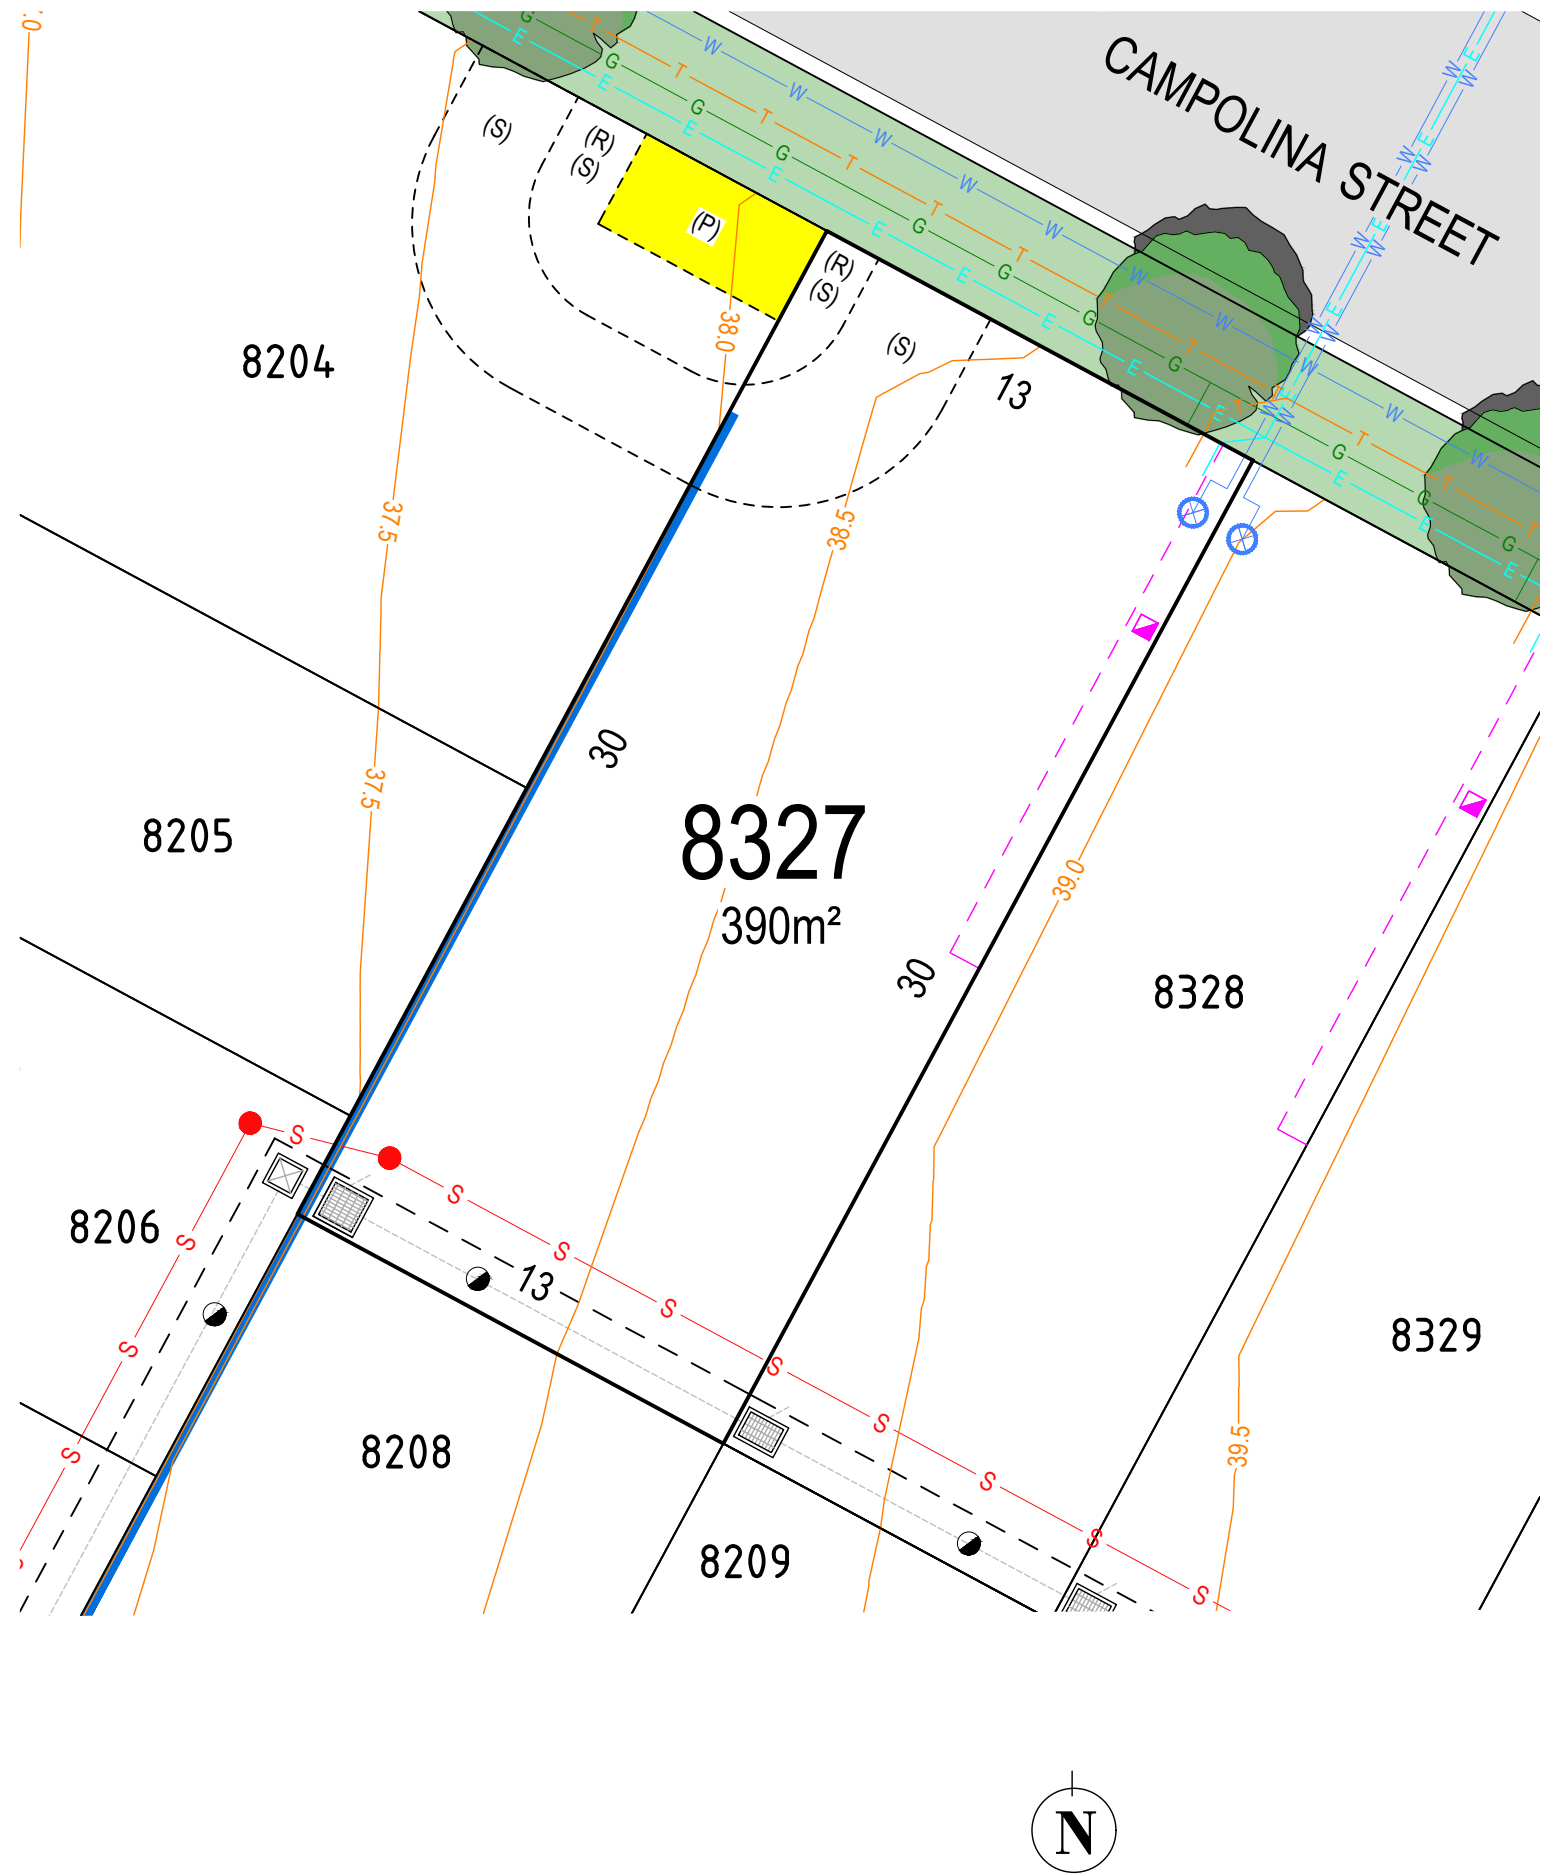 CAMPOLINA STREET
(S)
(R)
(S)
(P)
(R)
(S)
(S)
38.0
13
8204
37.5
38.5
30
37.5
8205
8327
390m²
39.0
30
8328
8206
13
8329
8208
39.5
8209
N
W W W W W W W W W W
T T T T T T T T
G G G G G G G G G G
E E E E E E E E E E
W W W W W W W W
E E E E E
S S S S S S S S S
S S S